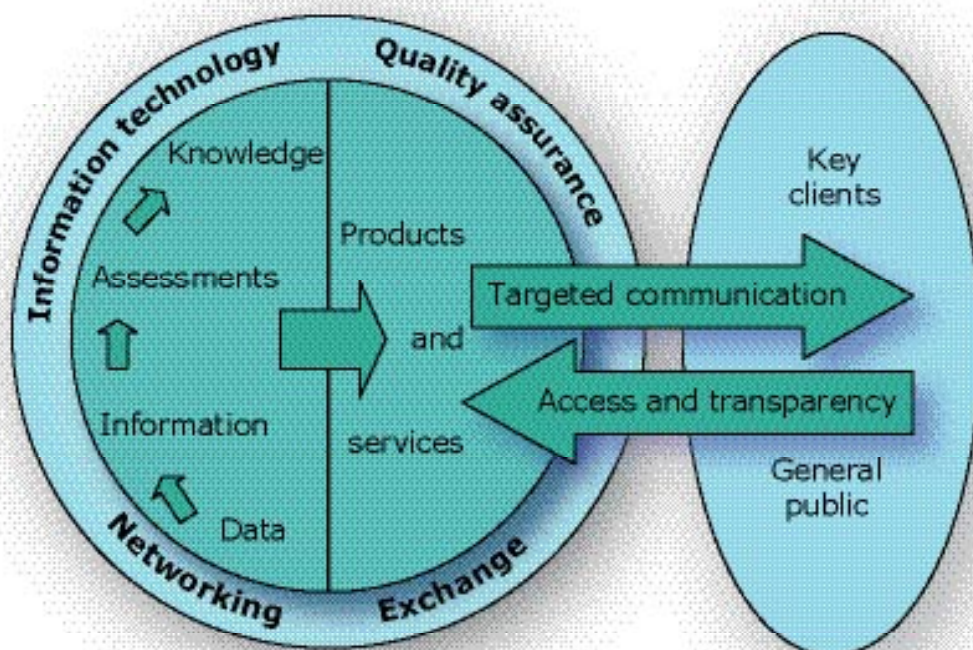 Information technology
Quality assurance
Networking
Exchange
Knowledge
Assessments
Information
Data
Products
and
services
Targeted communication
Access and transparency
Key
clients
General
public